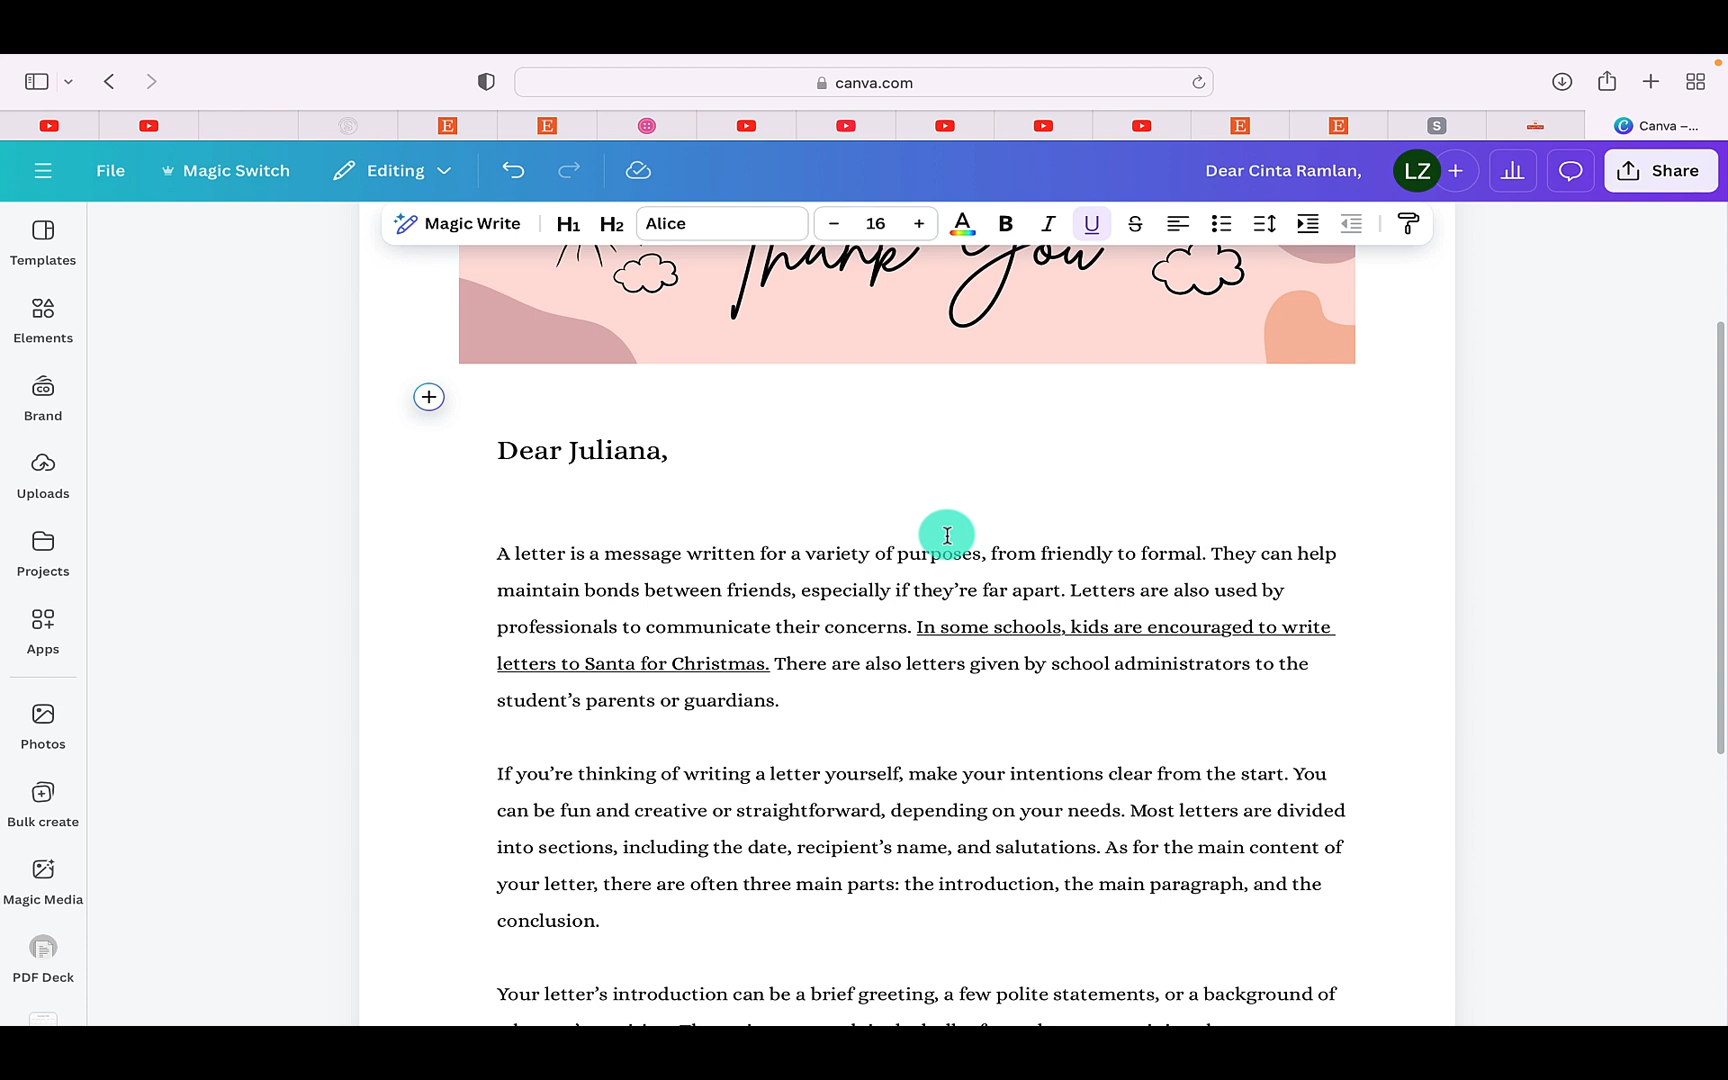 canva.com
Canva –...
File
Magic Switch
Editing
Dear Cinta Ramlan,
LZ
Share
Magic Write
H1
H2
Alice
– 16 +
A
B
I
U
S
Templates
Elements
Brand
Uploads
Projects
Apps
Photos
Bulk create
Magic Media
PDF Deck
Thank You
Dear Juliana,
A letter is a message written for a variety of purposes, from friendly to formal. They can help
maintain bonds between friends, especially if they’re far apart. Letters are also used by
professionals to communicate their concerns. In some schools, kids are encouraged to write
letters to Santa for Christmas. There are also letters given by school administrators to the
student’s parents or guardians.
If you’re thinking of writing a letter yourself, make your intentions clear from the start. You
can be fun and creative or straightforward, depending on your needs. Most letters are divided
into sections, including the date, recipient’s name, and salutations. As for the main content of
your letter, there are often three main parts: the introduction, the main paragraph, and the
conclusion.
Your letter’s introduction can be a brief greeting, a few polite statements, or a background of